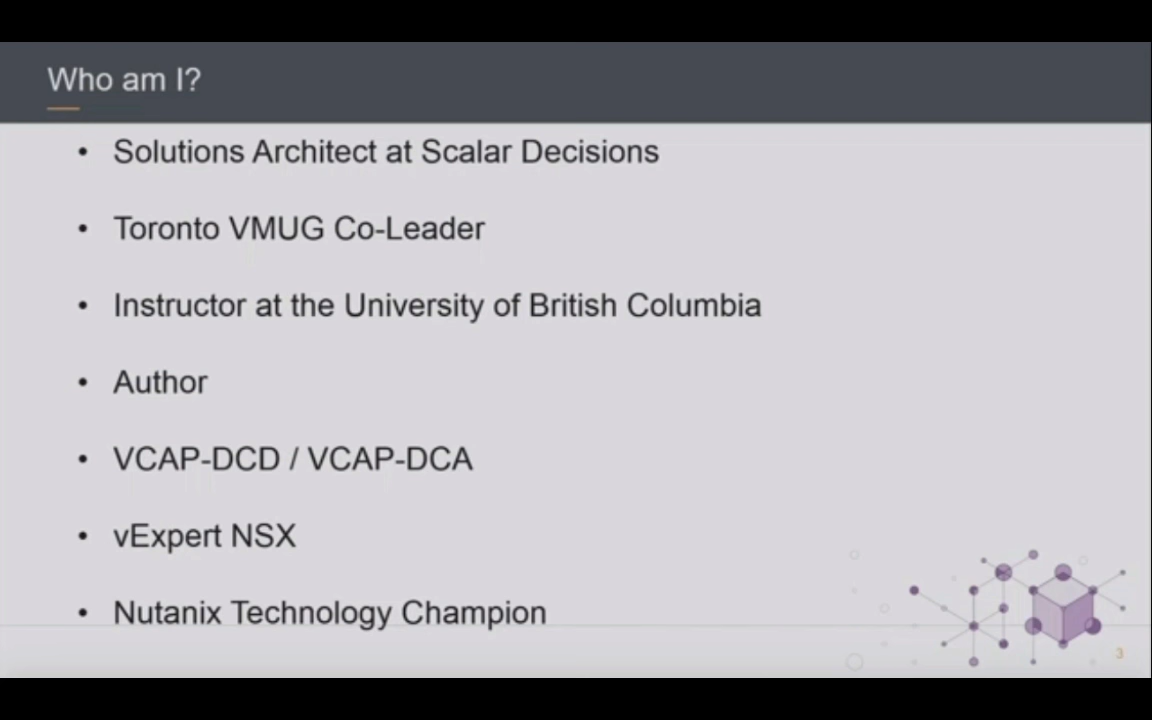 Who am I?
• Solutions Architect at Scalar Decisions
• Toronto VMUG Co-Leader
• Instructor at the University of British Columbia
• Author
• VCAP-DCD / VCAP-DCA
• vExpert NSX
• Nutanix Technology Champion
3